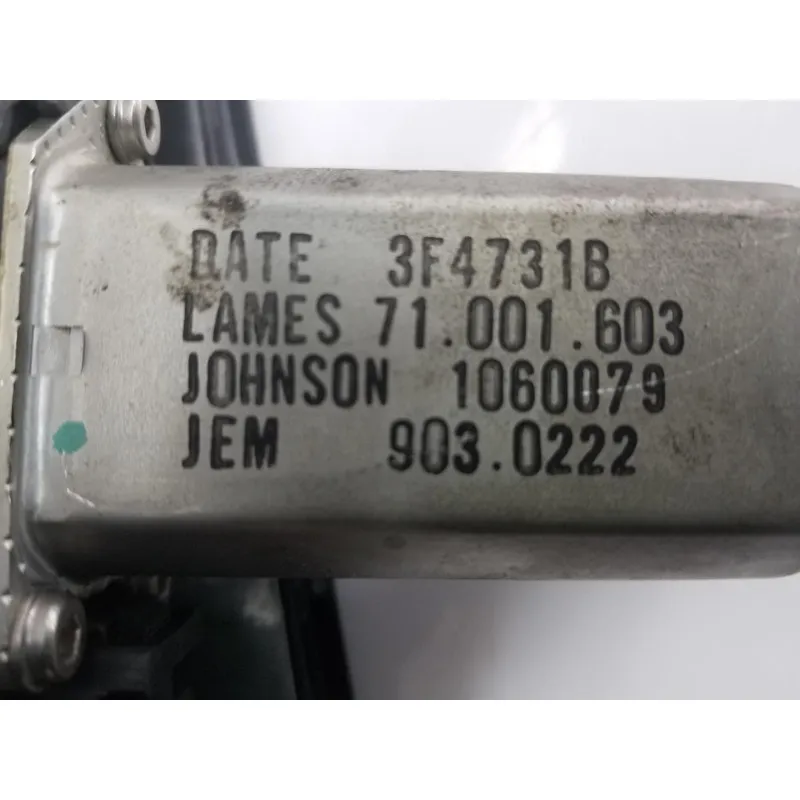 DATE 3F4731B
LAMES 71.001.603
JOHNSON 1060079
JEM 903.0222